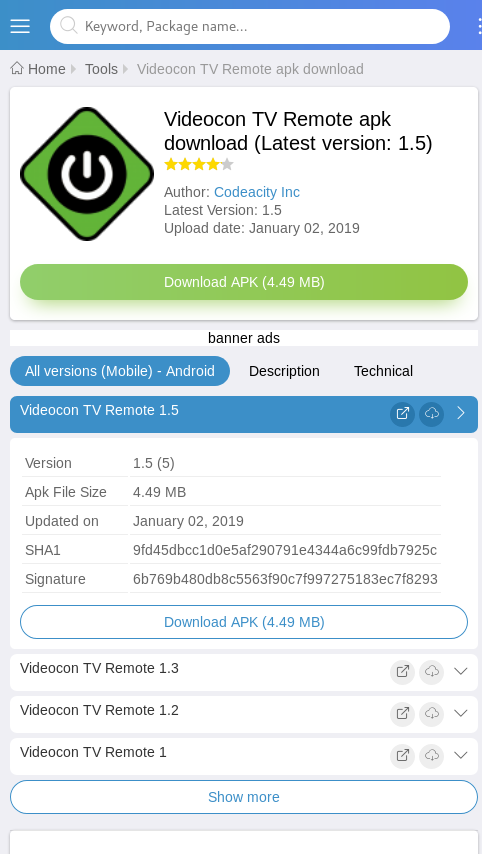 Keyword, Package name...
Home Tools Videocon TV Remote apk download
Videocon TV Remote apk
download (Latest version: 1.5)
Author: Codeacity Inc
Latest Version: 1.5
Upload date: January 02, 2019
Download APK (4.49 MB)
banner ads
All versions (Mobile) - Android Description Technical
Videocon TV Remote 1.5
Version 1.5 (5)
Apk File Size 4.49 MB
Updated on January 02, 2019
SHA1 9fd45dbcc1d0e5af290791e4344a6c99fdb7925c
Signature 6b769b480db8c5563f90c7f997275183ec7f8293
Download APK (4.49 MB)
Videocon TV Remote 1.3
Videocon TV Remote 1.2
Videocon TV Remote 1
Show more